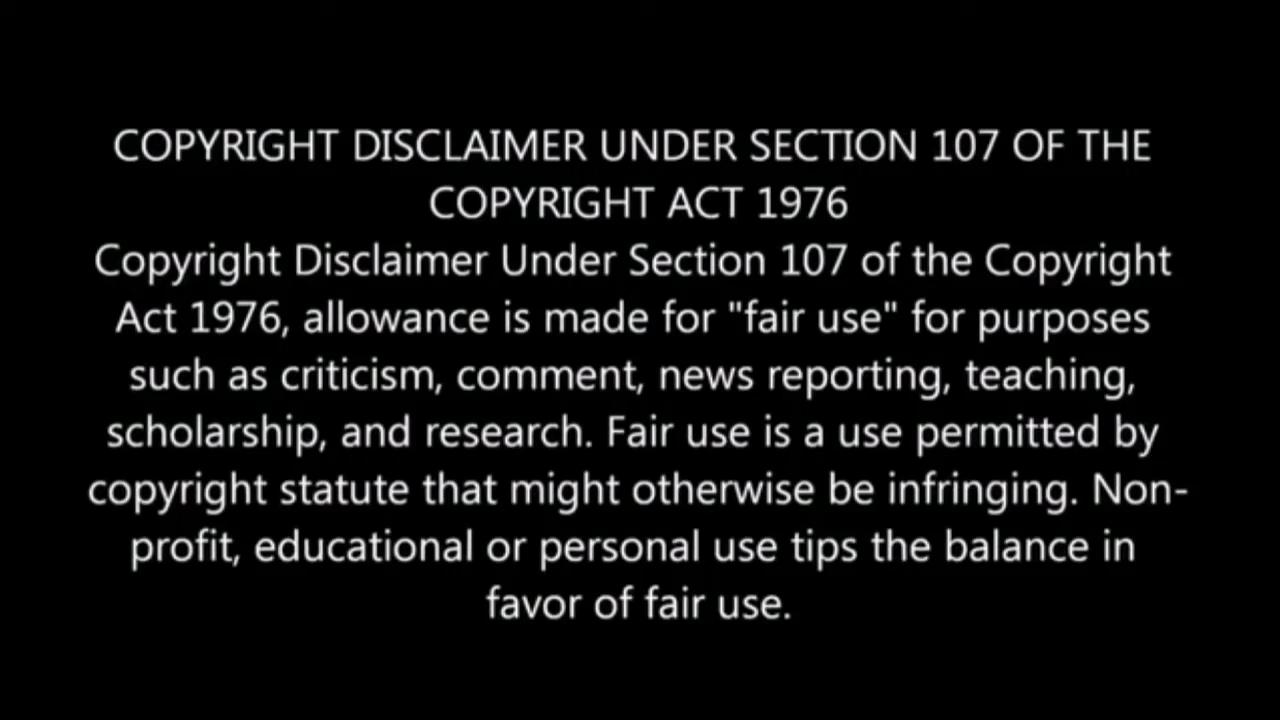 COPYRIGHT DISCLAIMER UNDER SECTION 107 OF THE
COPYRIGHT ACT 1976
Copyright Disclaimer Under Section 107 of the Copyright
Act 1976, allowance is made for "fair use" for purposes
such as criticism, comment, news reporting, teaching,
scholarship, and research. Fair use is a use permitted by
copyright statute that might otherwise be infringing. Non-
profit, educational or personal use tips the balance in
favor of fair use.